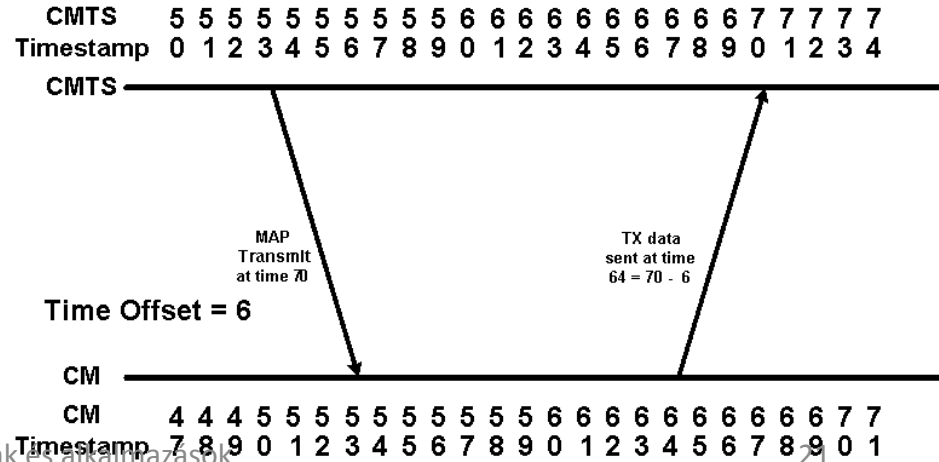 CMTS 5 5 5 5 5 5 5 5 5 5 6 6 6 6 6 6 6 6 6 6 7 7 7 7 7
Timestamp 0 1 2 3 4 5 6 7 8 9 0 1 2 3 4 5 6 7 8 9 0 1 2 3 4
CMTS
MAP
Transmit
at time 70
TX data
sent at time
64 = 70 - 6
Time Offset = 6
CM
CM 4 4 4 5 5 5 5 5 5 5 5 5 5 6 6 6 6 6 6 6 6 6 6 7 7
Timestamp 7 8 9 0 1 2 3 4 5 6 7 8 9 0 1 2 3 4 5 6 7 8 9 0 1
k és alkalmazások
21